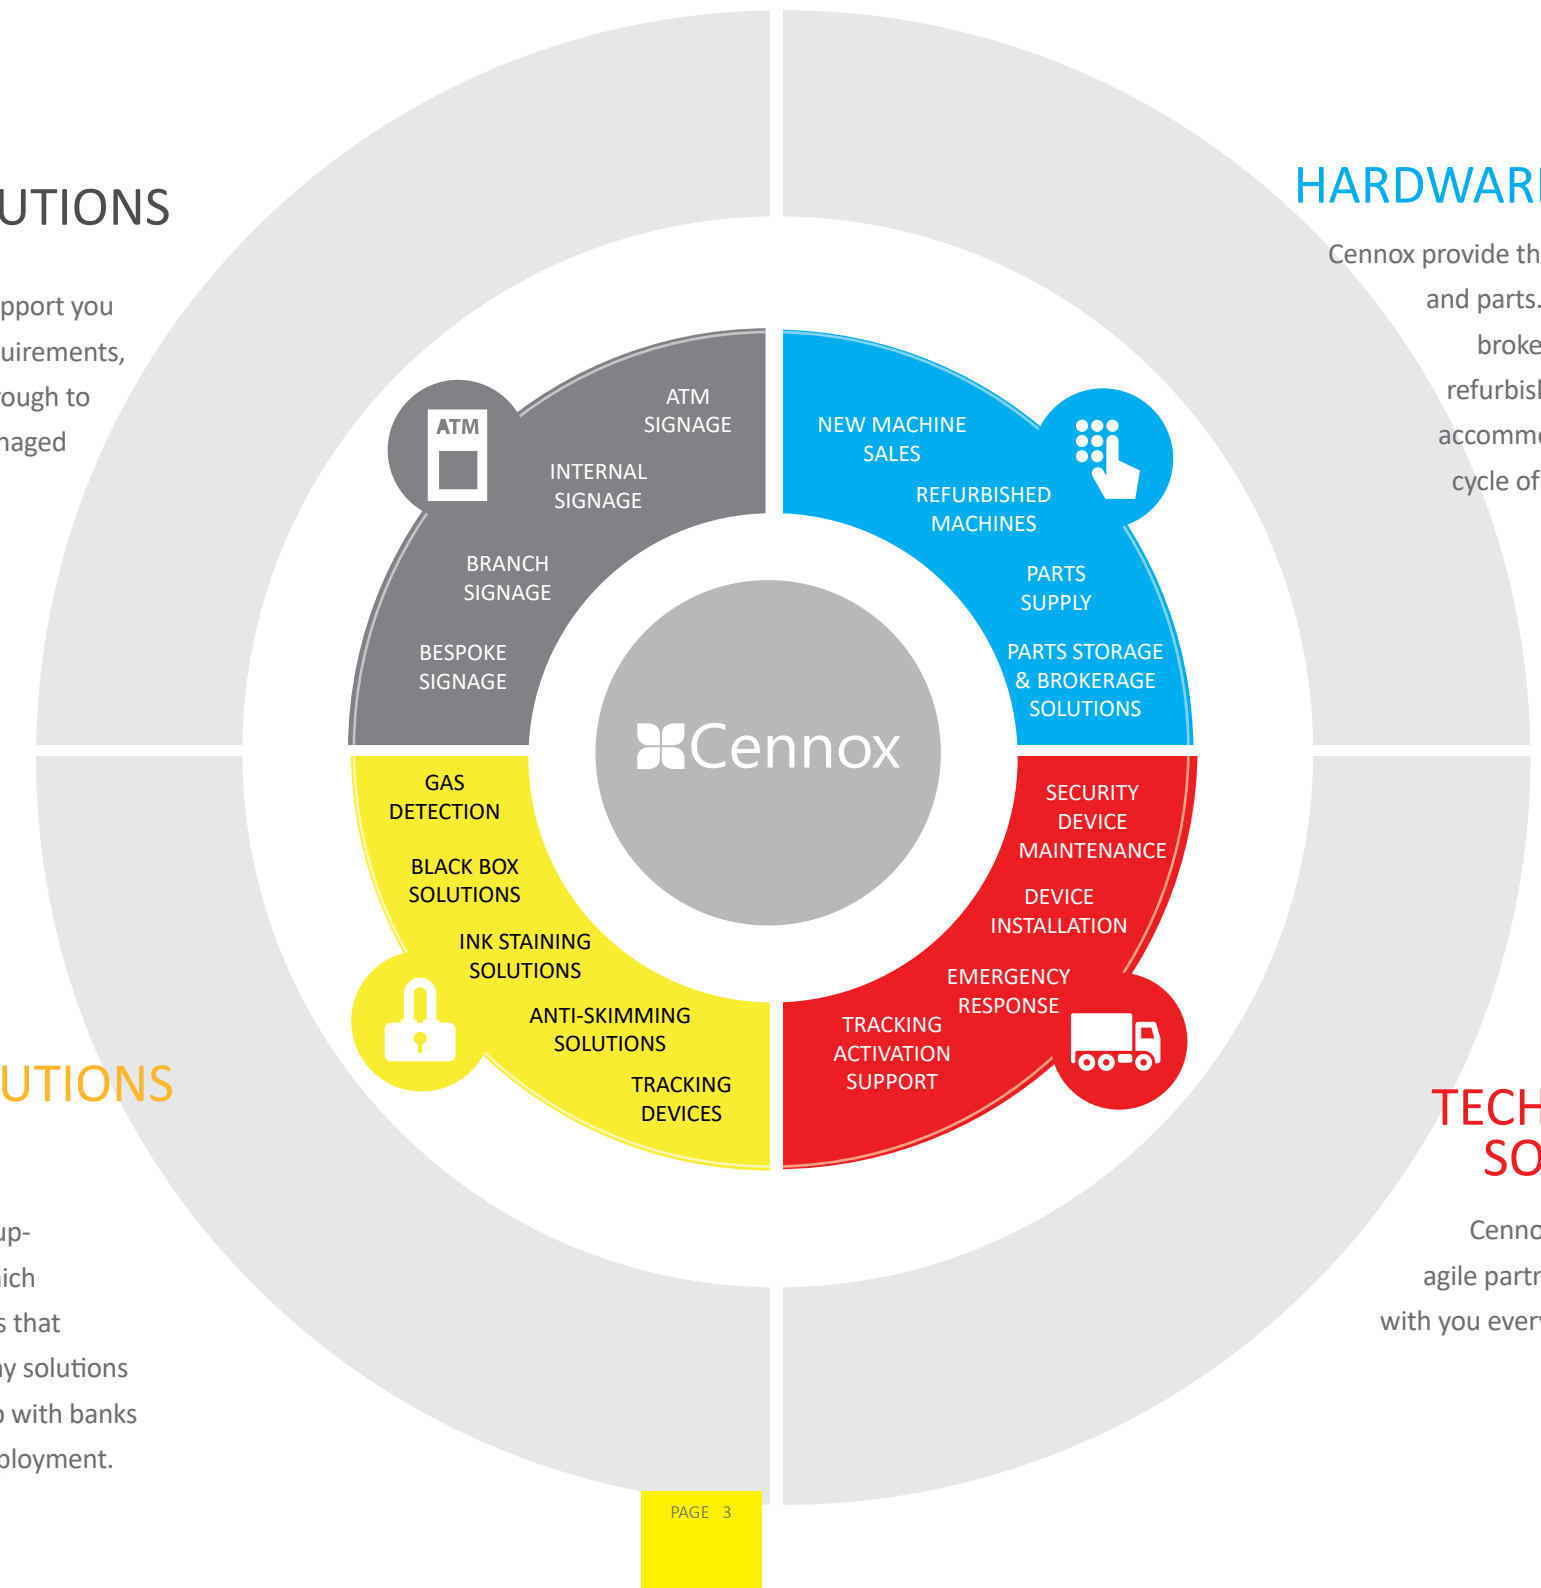 UTIONS
pport you
uirements,
ough to
naged
HARDWAR
Cennox provide th
and parts.
broke
refurbis
accomm
cycle of
ATM
ATM
SIGNAGE
INTERNAL
SIGNAGE
BRANCH
SIGNAGE
BESPOKE
SIGNAGE
NEW MACHINE
SALES
REFURBISHED
MACHINES
PARTS
SUPPLY
PARTS STORAGE
& BROKERAGE
SOLUTIONS
Cennox
GAS
DETECTION
BLACK BOX
SOLUTIONS
INK STAINING
SOLUTIONS
ANTI-SKIMMING
SOLUTIONS
TRACKING
DEVICES
SECURITY
DEVICE
MAINTENANCE
DEVICE
INSTALLATION
EMERGENCY
RESPONSE
TRACKING
ACTIVATION
SUPPORT
UTIONS
up-
ich
s that
y solutions
with banks
ployment.
TECH
SO
Cenno
agile partn
with you ever
PAGE 3